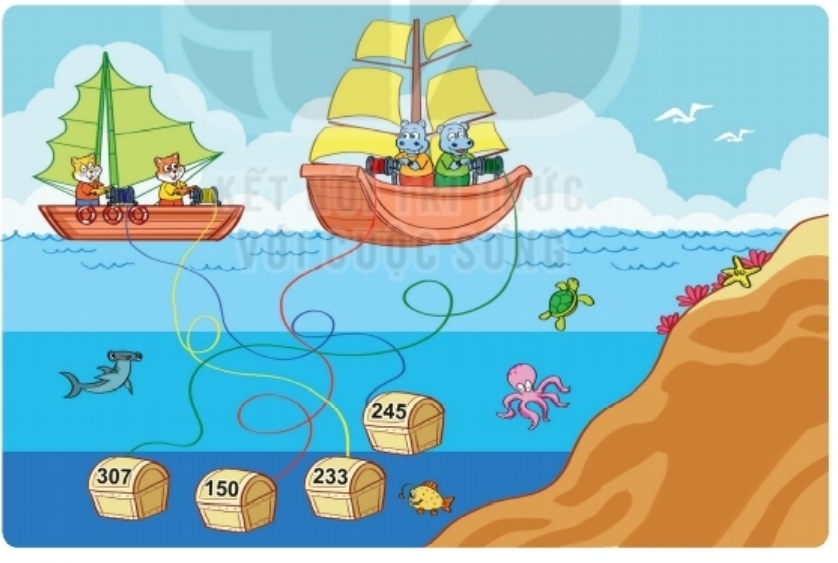 KẾT NỐI TRI THỨC
VỚI CUỘC SỐNG
245
307
150
233